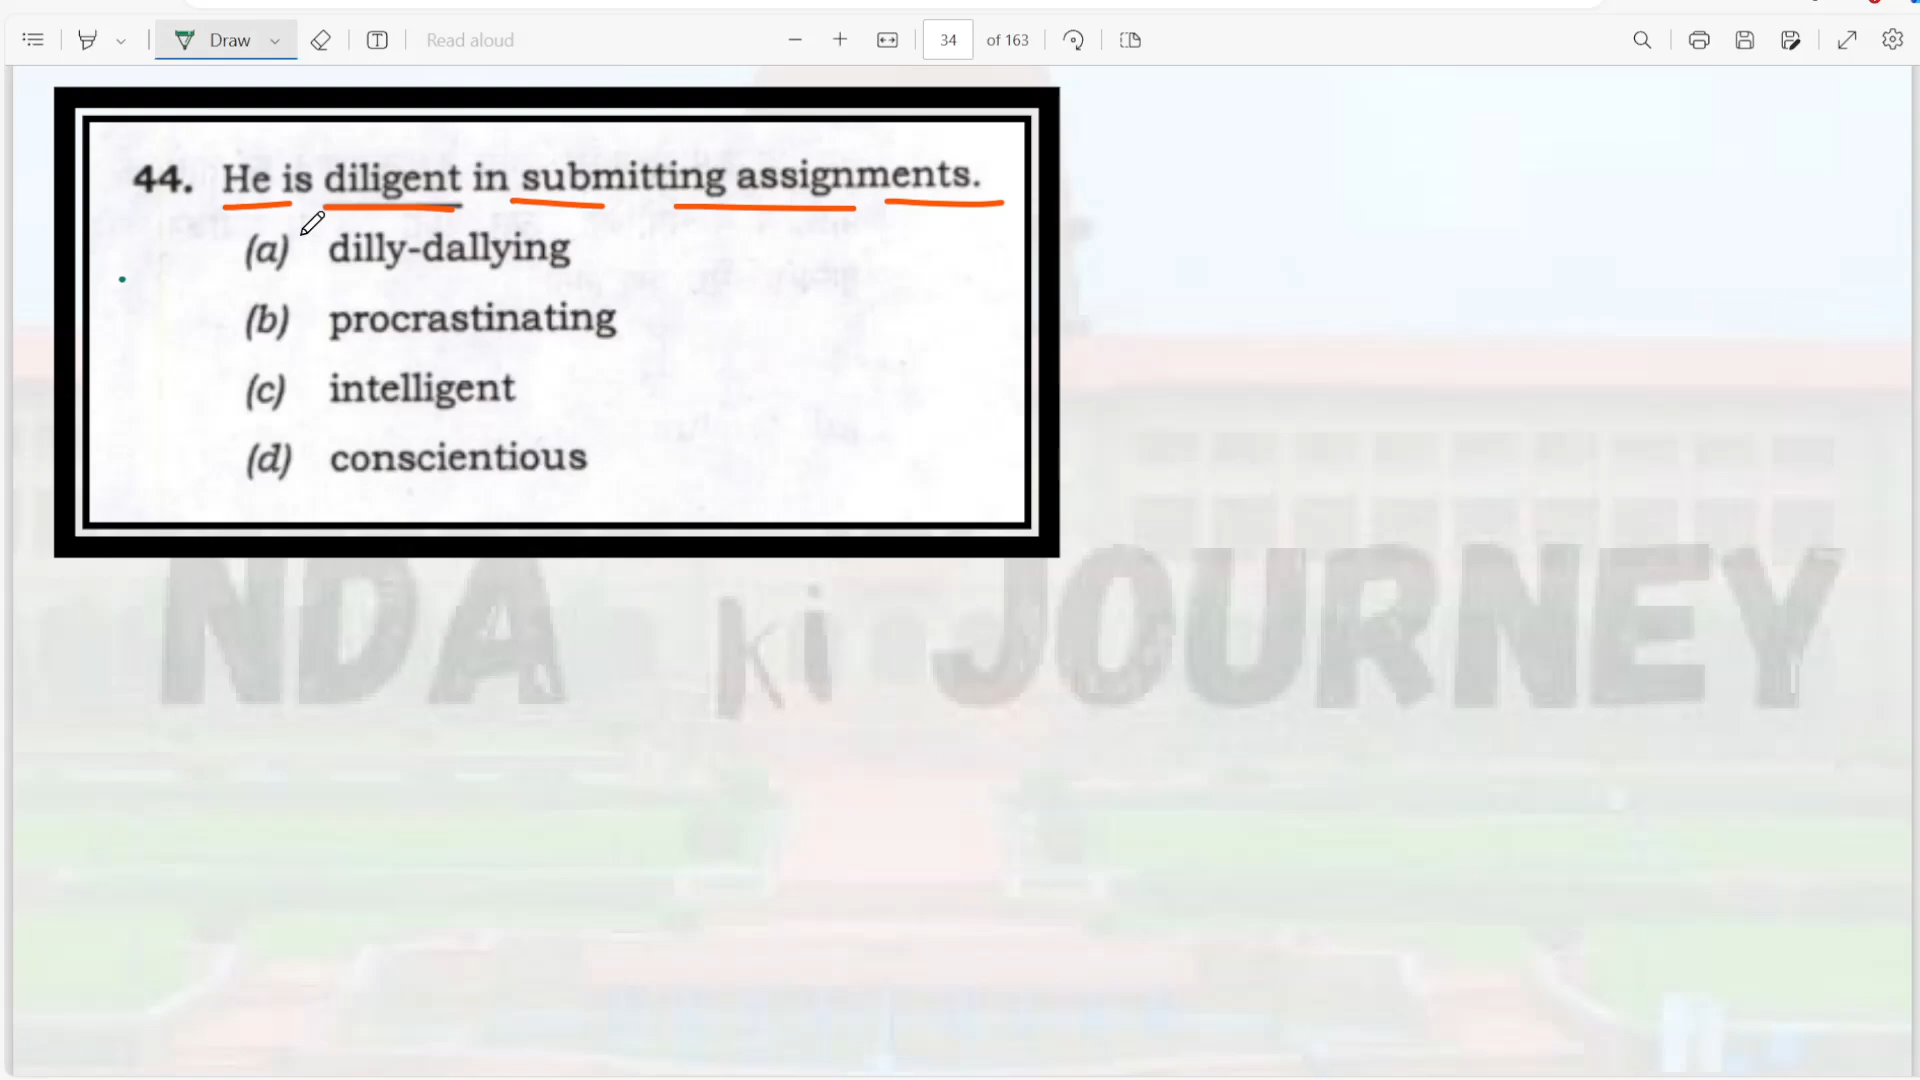 Draw
Read aloud
34 of 163
44. He is diligent in submitting assignments.
(a) dilly-dallying
(b) procrastinating
(c) intelligent
(d) conscientious
NDA ki JOURNEY